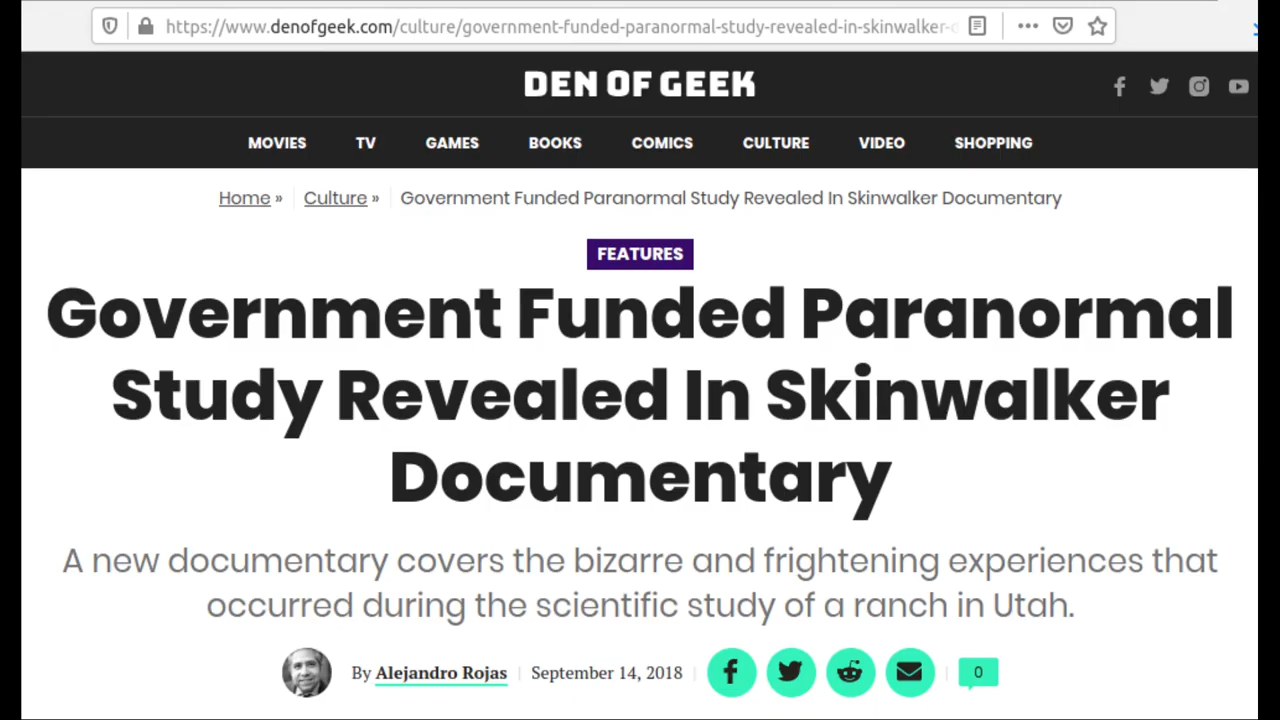 https://www.denofgeek.com/culture/government-funded-paranormal-study-revealed-in-skinwalker-
DEN OF GEEK
MOVIES TV GAMES BOOKS COMICS CULTURE VIDEO SHOPPING
Home » Culture » Government Funded Paranormal Study Revealed In Skinwalker Documentary
FEATURES
Government Funded Paranormal
Study Revealed In Skinwalker
Documentary
A new documentary covers the bizarre and frightening experiences that
occurred during the scientific study of a ranch in Utah.
By Alejandro Rojas September 14, 2018 0